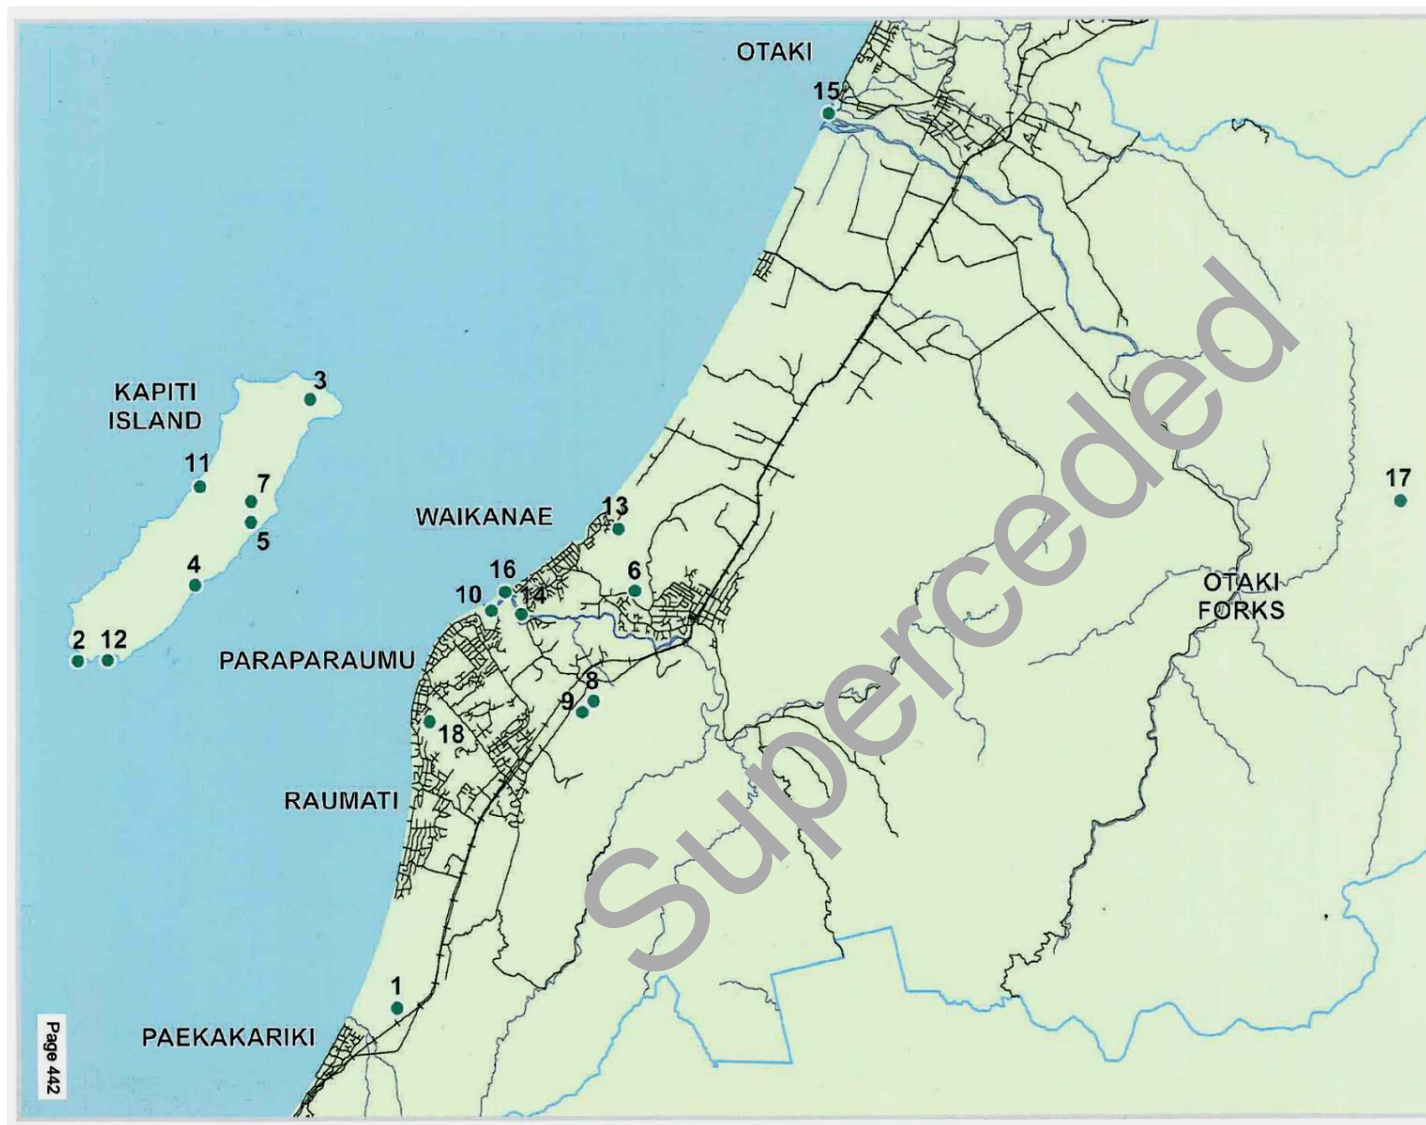 OTAKI
15
3
KAPITI
ISLAND
11
7
5
4
2
12
WAIKANAE
13
16
6
10
14
PARAPARAUMU
8
9
18
RAUMATI
17
OTAKI
FORKS
1
PAEKAKARIKI
Page 442
Superceded